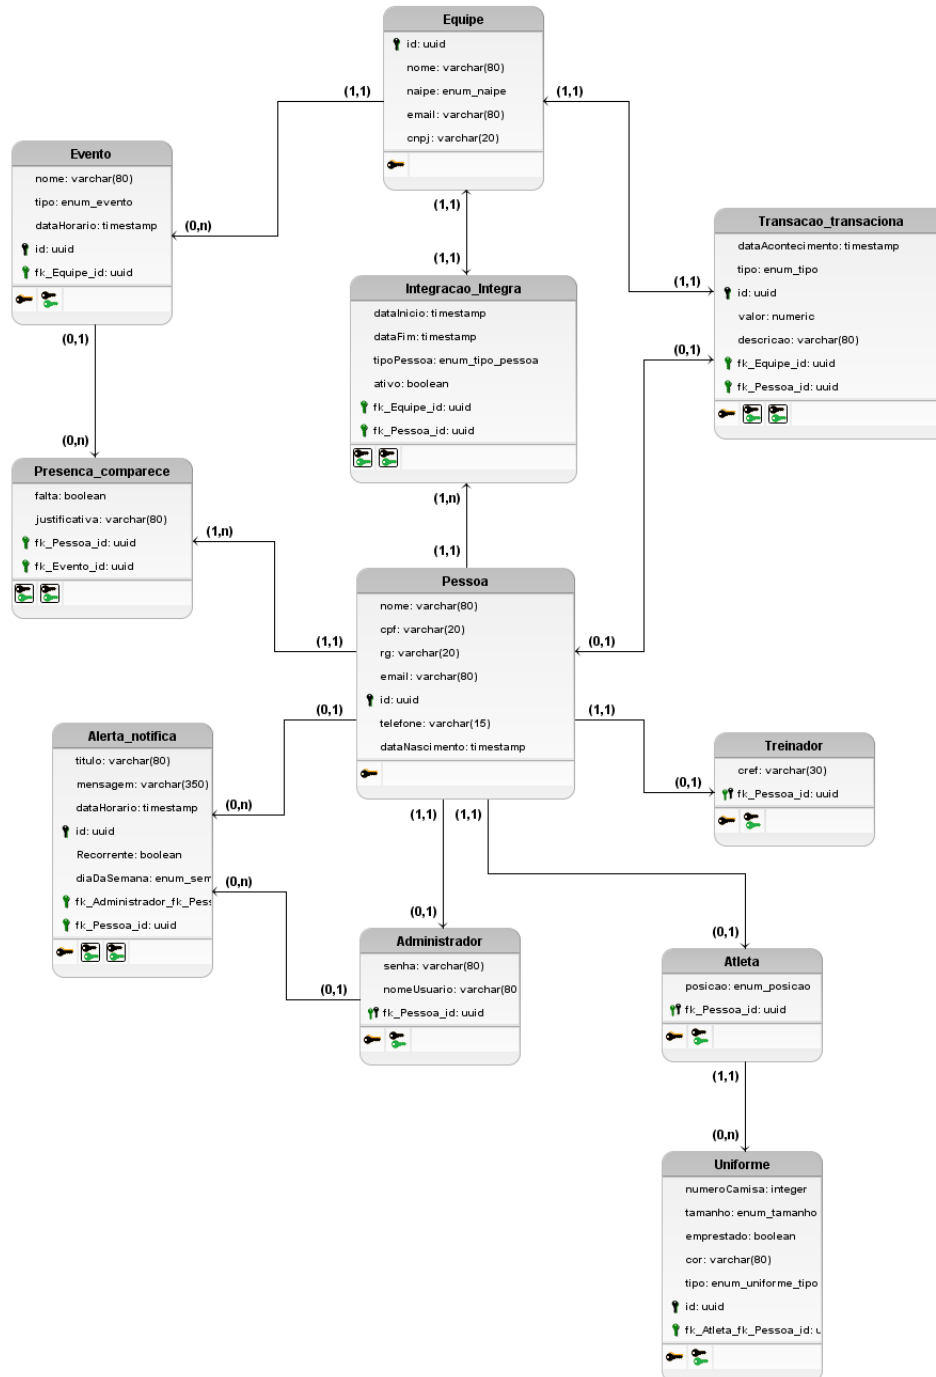 Equipe
id: uuid
nome: varchar(80)
naipe: enum_naipe
email: varchar(80)
cnpj: varchar(20)
(1,1)
(1,1)
(1,1)
Evento
nome: varchar(80)
tipo: enum_evento
dataHorario: timestamp
id: uuid
fk_Equipe_id: uuid
(0,n)
(0,1)
(1,1)
Integracao_Integra
dataInicio: timestamp
dataFim: timestamp
tipoPessoa: enum_tipo_pessoa
ativo: boolean
fk_Equipe_id: uuid
fk_Pessoa_id: uuid
(1,n)
(1,1)
Transacao_transaciona
dataAcontecimento: timestamp
tipo: enum_tipo
id: uuid
valor: numeric
descricao: varchar(80)
fk_Equipe_id: uuid
fk_Pessoa_id: uuid
(1,1)
(0,1)
(0,n)
Presenca_comparece
falta: boolean
justificativa: varchar(80)
fk_Pessoa_id: uuid
fk_Evento_id: uuid
(1,n)
(1,1)
Pessoa
nome: varchar(80)
cpf: varchar(20)
rg: varchar(20)
email: varchar(80)
id: uuid
telefone: varchar(15)
dataNascimento: timestamp
(0,1)
(1,1)
(0,1)
(1,1)
(1,1)
Alerta_notifica
titulo: varchar(80)
mensagem: varchar(350)
dataHorario: timestamp
id: uuid
Recorrente: boolean
diaDaSemana: enum_sem
fk_Administrador_fk_Pess
fk_Pessoa_id: uuid
(0,n)
(0,n)
(0,1)
Treinador
cref: varchar(30)
fk_Pessoa_id: uuid
(0,1)
(0,1)
Administrador
senha: varchar(80)
nomeUsuario: varchar(80
fk_Pessoa_id: uuid
(0,1)
(0,1)
Atleta
posicao: enum_posicao
fk_Pessoa_id: uuid
(1,1)
(0,n)
Uniforme
numeroCamisa: integer
tamanho: enum_tamanho
emprestado: boolean
cor: varchar(80)
tipo: enum_uniforme_tipo
id: uuid
fk_Atleta_fk_Pessoa_id: u